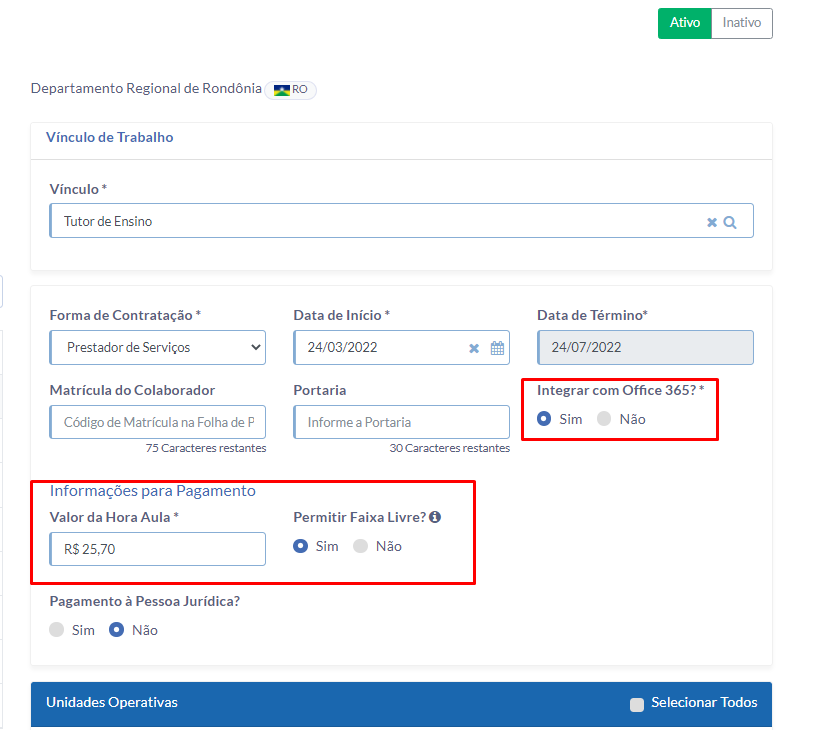 Ativo Inativo
Departamento Regional de Rondônia RO
Vínculo de Trabalho
Vínculo *
Tutor de Ensino
Forma de Contratação * Data de Início * Data de Término*
Prestador de Serviços 24/03/2022 24/07/2022
Matrícula do Colaborador Portaria Integrar com Office 365? *
Código de Matrícula na Folha de P Informe a Portaria Sim Não
75 Caracteres restantes 30 Caracteres restantes
Informações para Pagamento
Valor da Hora Aula * Permitir Faixa Livre?
R$ 25,70 Sim Não
Pagamento à Pessoa Jurídica?
Sim Não
Unidades Operativas Selecionar Todos